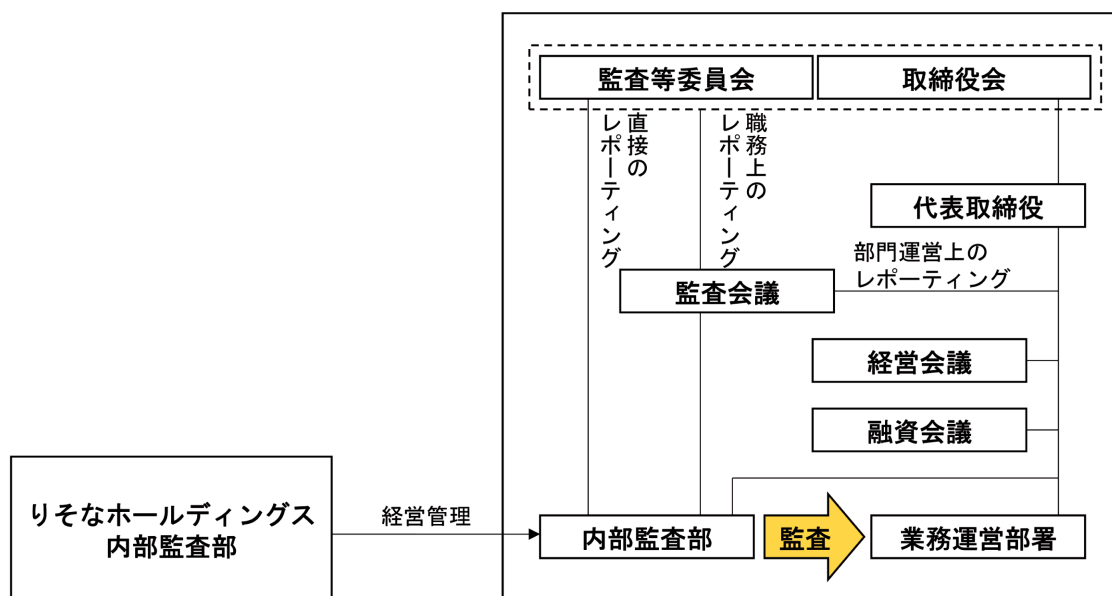 監査等委員会
取締役会
直接の
レポーティング
職務上の
レポーティング
代表取締役
部門運営上の
レポーティング
監査会議
経営会議
融資会議
りそなホールディングス
内部監査部
経営管理
内部監査部
監査
業務運営部署